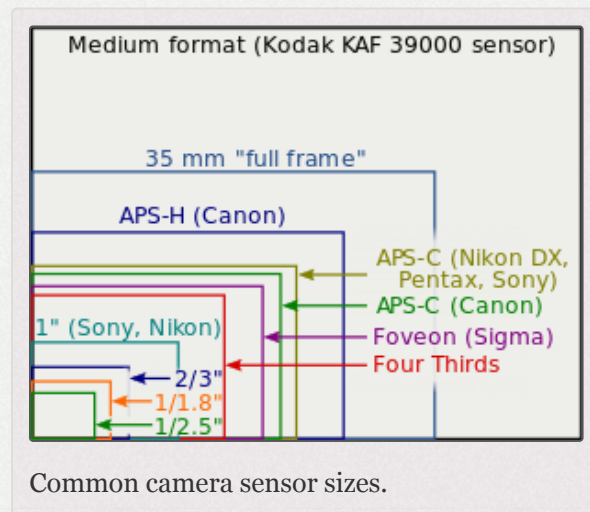 Medium format (Kodak KAF 39000 sensor)
35 mm "full frame"
APS-H (Canon)
APS-C (Nikon DX,
Pentax, Sony)
APS-C (Canon)
1" (Sony, Nikon)
Foveon (Sigma)
Four Thirds
2/3"
1/1.8"
1/2.5"
Common camera sensor sizes.